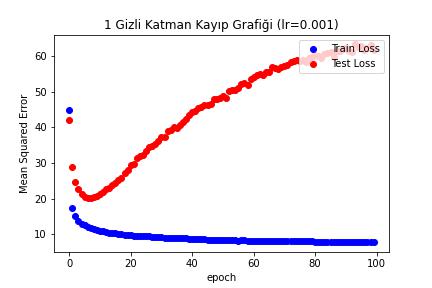 1 Gizli Katman Kayıp Grafiği (lr=0.001)
Train Loss
Test Loss
Mean Squared Error
60
50
40
30
20
10
0 20 40 60 80 100
epoch